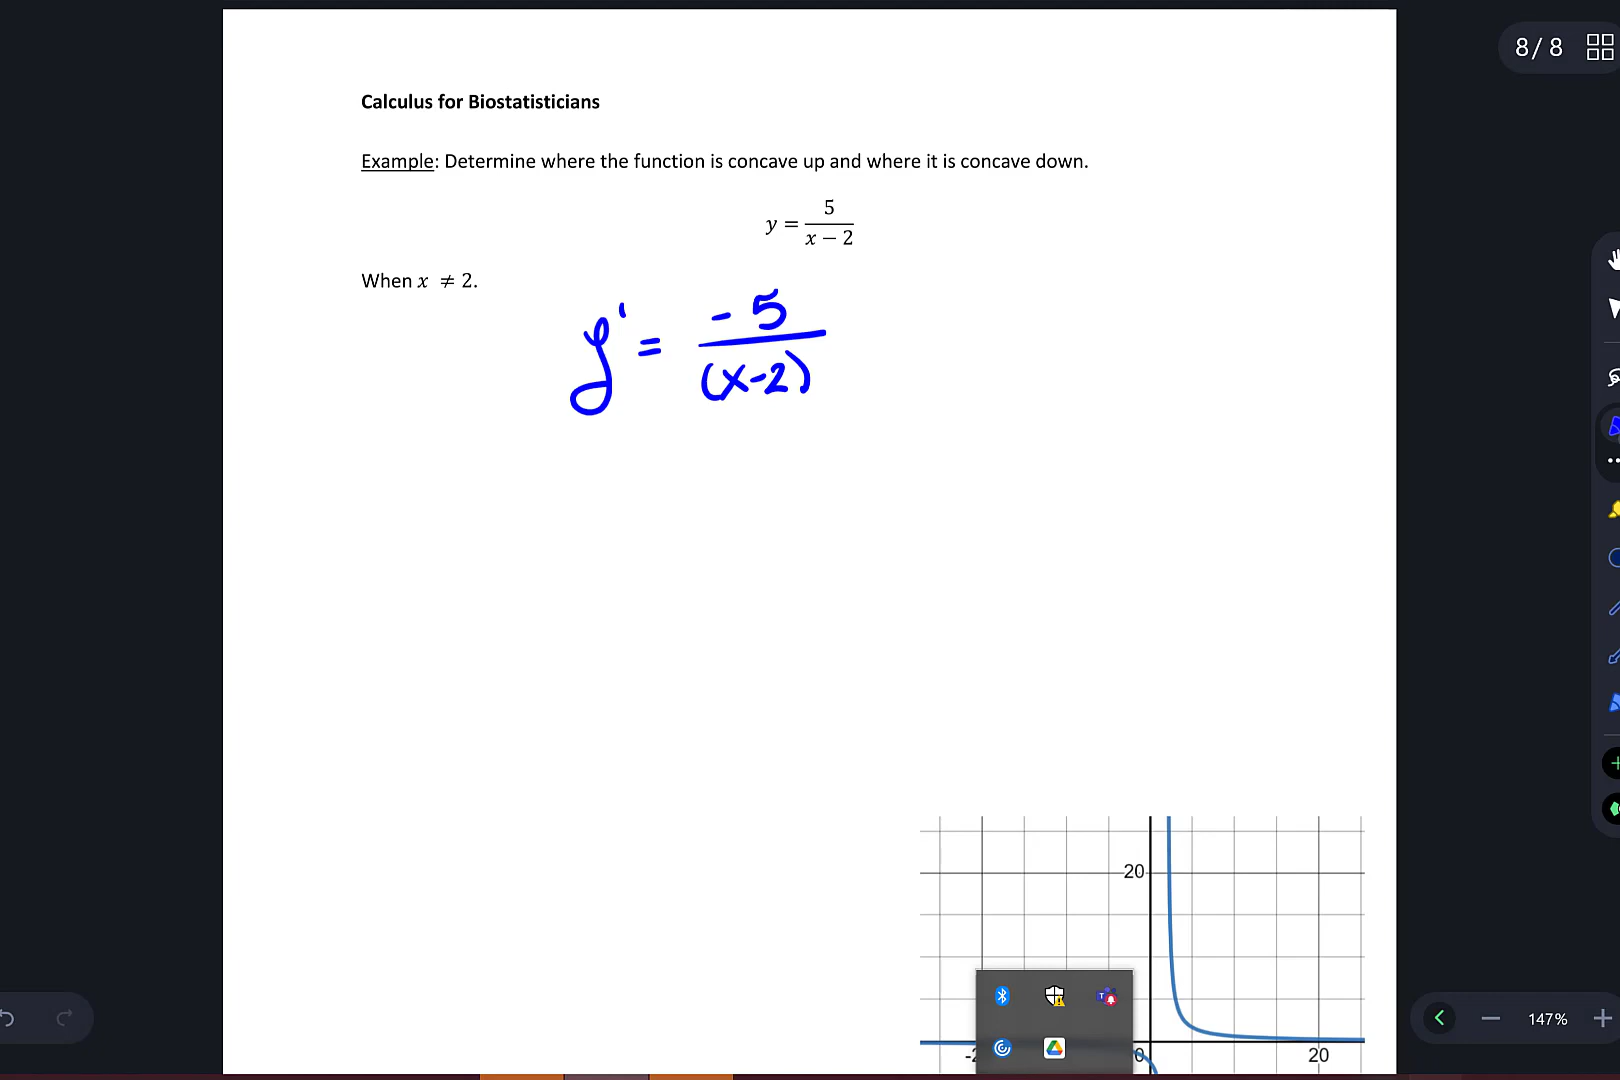 8 / 8
Calculus for Biostatisticians
Example: Determine where the function is concave up and where it is concave down.
y = 5/(x − 2)
When x ≠ 2.
y' = -5/(x-2)
20
-2
0
20
147%